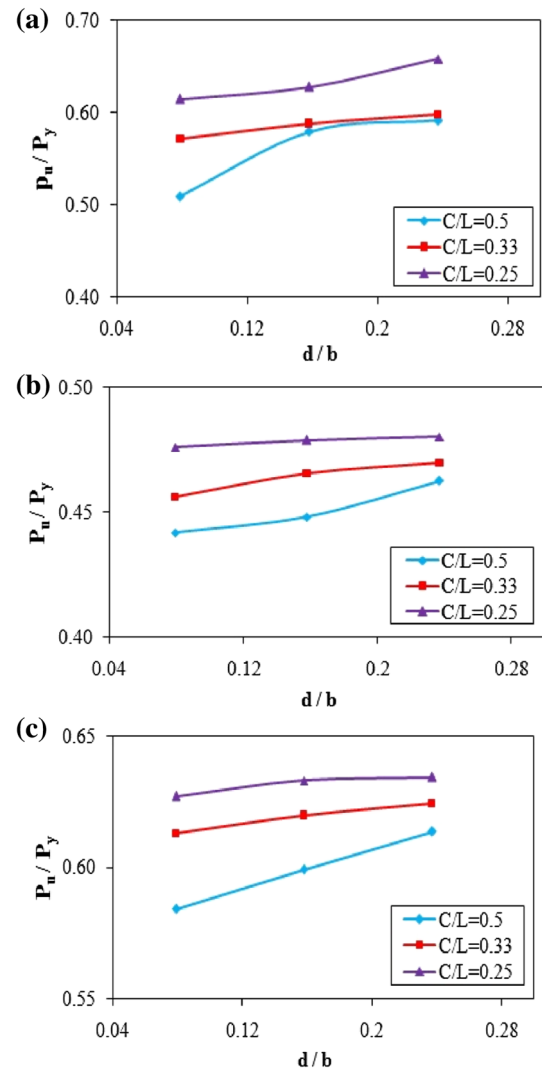 (a)
0.70
0.60
0.50
0.40
pu / Py
C/L=0.5
C/L=0.33
C/L=0.25
0.04 0.12 0.2 0.28
d / b
(b)
0.50
0.45
0.40
Pu / Py
C/L=0.5
C/L=0.33
C/L=0.25
0.04 0.12 0.2 0.28
d / b
(c)
0.65
0.60
0.55
Pu / Py
C/L=0.5
C/L=0.33
C/L=0.25
0.04 0.12 0.2 0.28
d / b